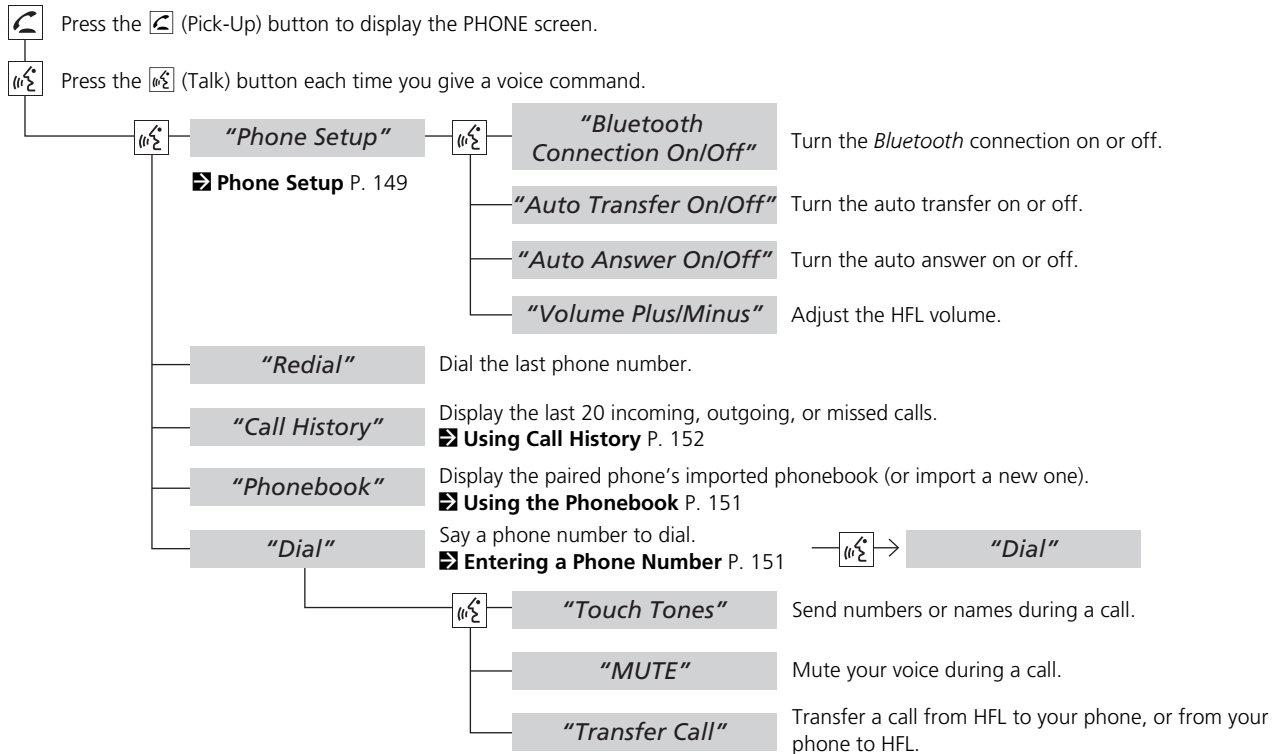 Press the (Pick-Up) button to display the PHONE screen.
Press the (Talk) button each time you give a voice command.
"Phone Setup"
Phone Setup P. 149
"Bluetooth
Connection On/Off"
Turn the Bluetooth connection on or off.
"Auto Transfer On/Off"
Turn the auto transfer on or off.
"Auto Answer On/Off"
Turn the auto answer on or off.
"Volume Plus/Minus"
Adjust the HFL volume.
"Redial"
Dial the last phone number.
"Call History"
Display the last 20 incoming, outgoing, or missed calls.
Using Call History P. 152
"Phonebook"
Display the paired phone's imported phonebook (or import a new one).
Using the Phonebook P. 151
"Dial"
Say a phone number to dial.
Entering a Phone Number P. 151
"Dial"
"Touch Tones"
Send numbers or names during a call.
"MUTE"
Mute your voice during a call.
"Transfer Call"
Transfer a call from HFL to your phone, or from your
phone to HFL.